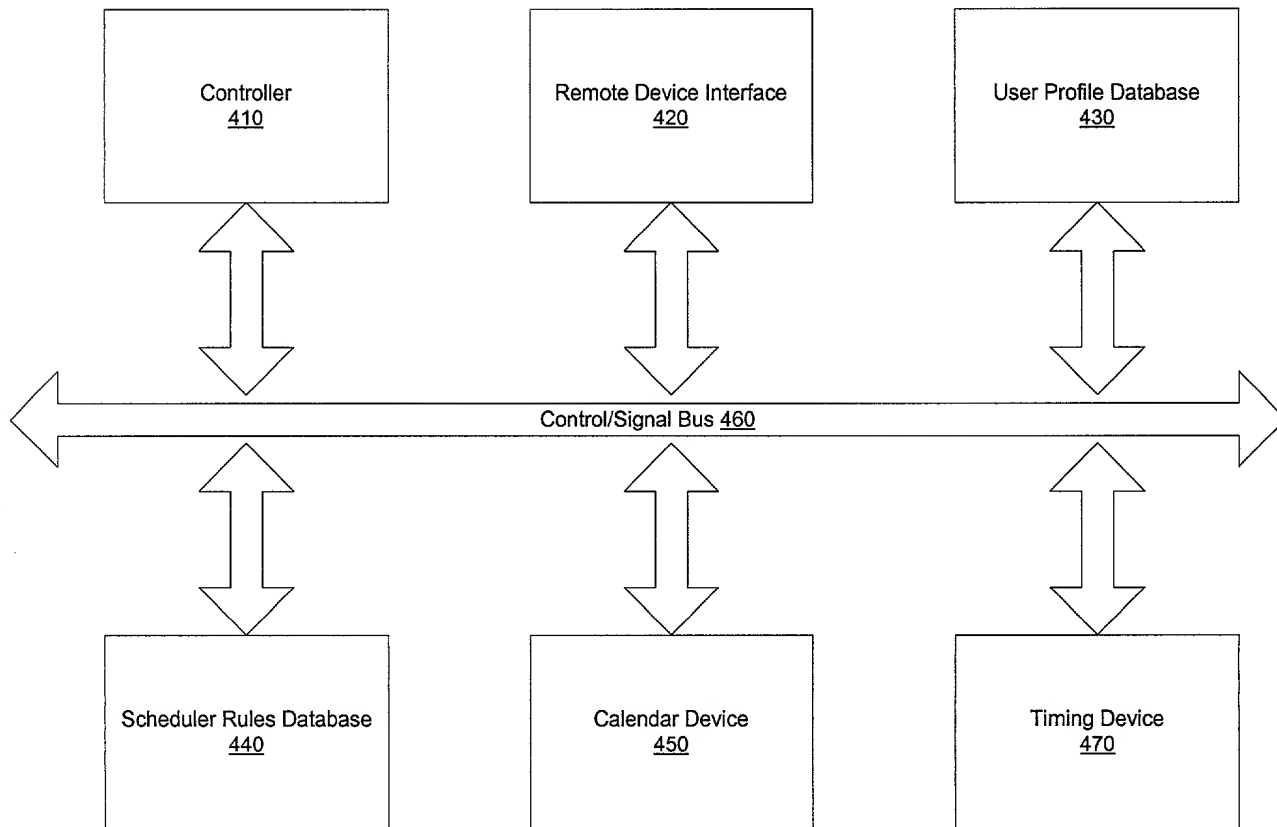 Controller
410
Remote Device Interface
420
User Profile Database
430
Control/Signal Bus 460
Scheduler Rules Database
440
Calendar Device
450
Timing Device
470